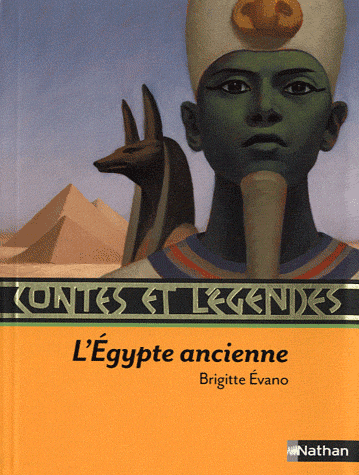 CONTES ET LÉGENDES
L'Égypte ancienne
Brigitte Évano
Nathan